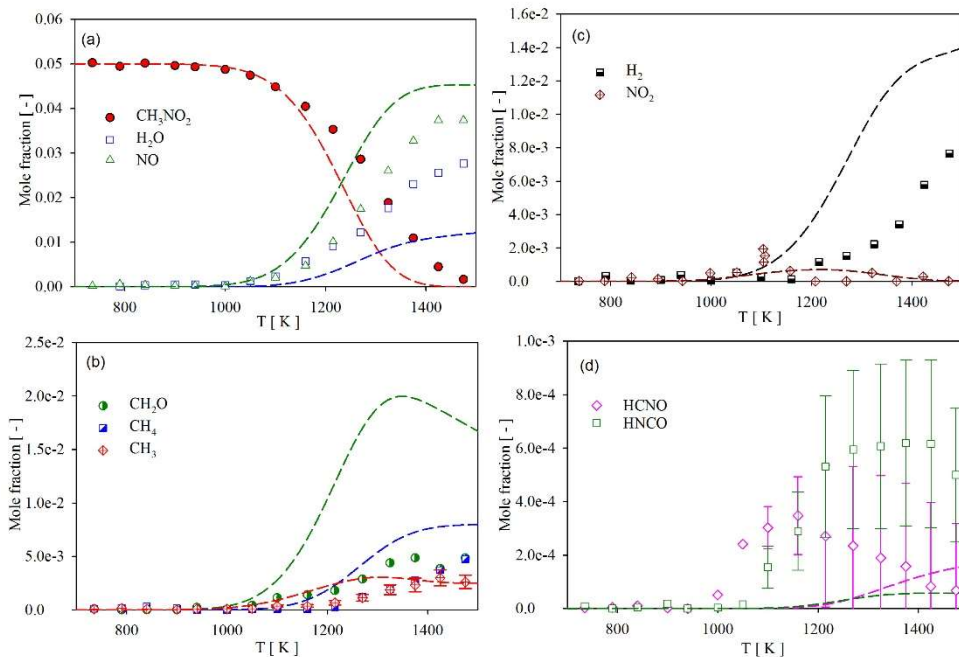 (a)
0.06
0.05
0.04
0.03
0.02
0.01
0.00
Mole fraction [ - ]
CH₃NO₂
H₂O
NO
800 1000 1200 1400
T [ K ]
(c)
1.6e-2
1.4e-2
1.2e-2
1.0e-2
8.0e-3
6.0e-3
4.0e-3
2.0e-3
0.0
Mole fraction [ - ]
H₂
NO₂
800 1000 1200 1400
T [ K ]
(b)
2.5e-2
2.0e-2
1.5e-2
1.0e-2
5.0e-3
0.0
Mole fraction [ - ]
CH₂O
CH₄
CH₃
800 1000 1200 1400
T [ K ]
(d)
1.0e-3
8.0e-4
6.0e-4
4.0e-4
2.0e-4
0.0
Mole fraction [ - ]
HCNO
HNCO
800 1000 1200 1400
T [ K ]